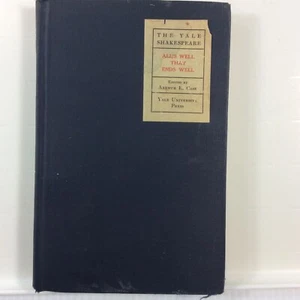 THE YALE
SHAKESPEARE
ALL'S WELL
THAT
ENDS WELL
EDITED BY
ARTHUR E. CASE
YALE UNIVERSITY
PRESS